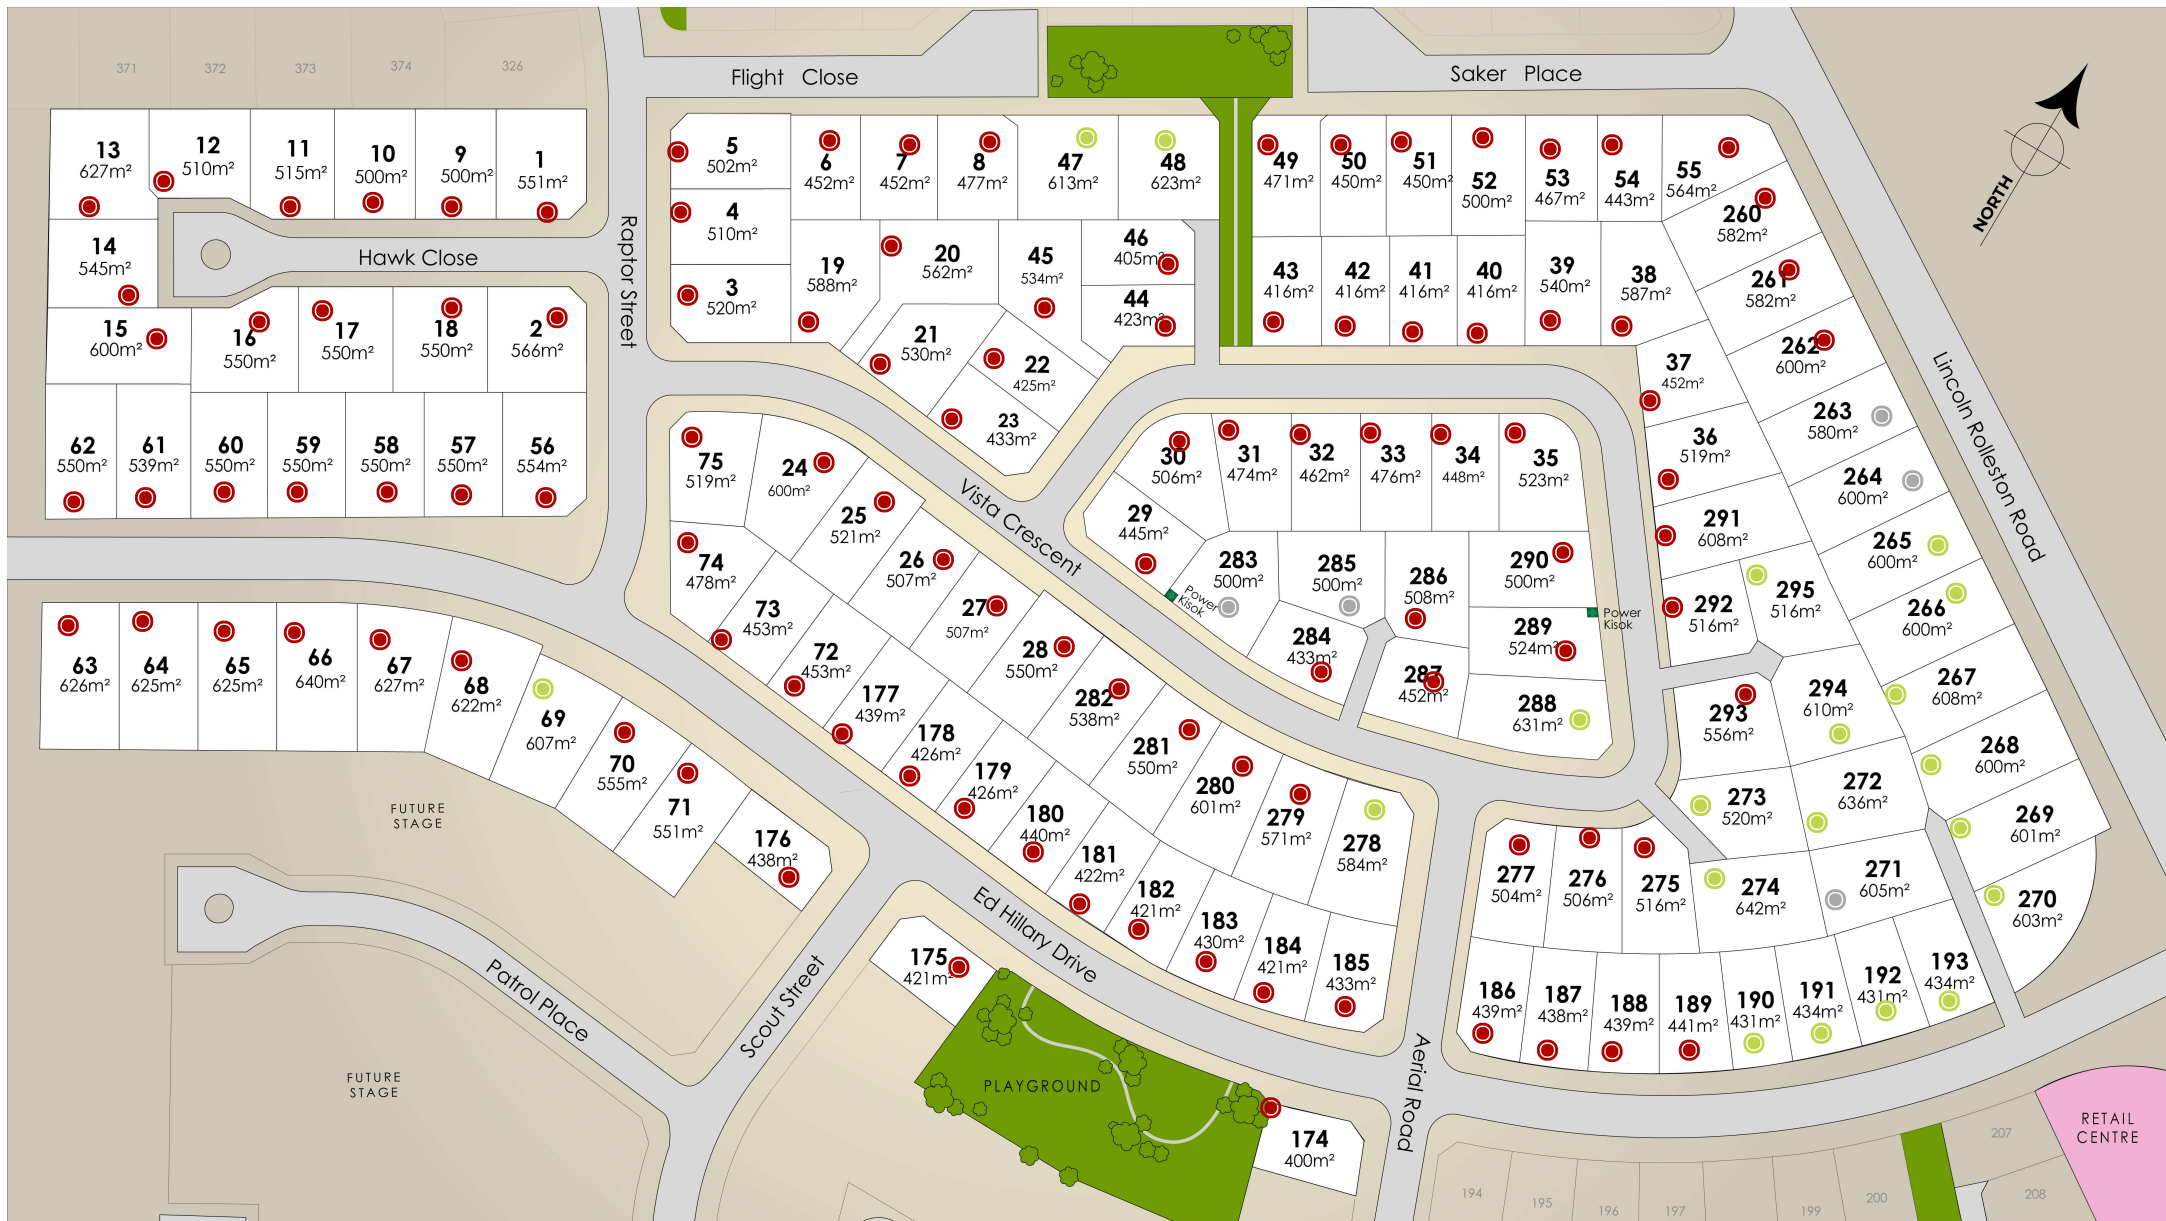 371
372
373
374
326
Flight Close
Saker Place
13
627m²
12
510m²
11
515m²
10
500m²
9
500m²
1
551m²
5
502m²
6
452m²
7
452m²
8
477m²
47
613m²
48
623m²
49
471m²
50
450m²
51
450m²
52
500m²
53
467m²
54
443m²
55
564m²
260
582m²
NORTH
14
545m²
Hawk Close
Raptor Street
4
510m²
3
520m²
19
588m²
20
562m²
45
534m²
46
405m²
44
423m²
43
416m²
42
416m²
41
416m²
40
416m²
39
540m²
38
587m²
261
582m²
262
600m²
15
600m²
16
550m²
17
550m²
18
550m²
2
566m²
21
530m²
22
425m²
23
433m²
37
452m²
36
519m²
263
580m²
264
600m²
Lincoln Rolleston Road
62
550m²
61
539m²
60
550m²
59
550m²
58
550m²
57
550m²
56
554m²
75
519m²
24
600m²
25
521m²
26
507m²
27
507m²
28
550m²
Vista Crescent
30
506m²
31
474m²
32
462m²
33
476m²
34
448m²
35
523m²
29
445m²
283
500m²
285
500m²
286
508m²
290
500m²
Power
Kisok
284
433m²
287
452m²
289
524m²
Power
Kisok
288
631m²
291
608m²
292
516m²
295
516m²
265
600m²
266
600m²
267
608m²
268
600m²
269
601m²
270
603m²
293
556m²
294
610m²
273
520m²
272
636m²
274
642m²
271
605m²
74
478m²
73
453m²
72
453m²
177
439m²
178
426m²
179
426m²
180
440m²
181
422m²
182
421m²
183
430m²
184
421m²
185
433m²
282
538m²
281
550m²
280
601m²
279
571m²
278
584m²
277
504m²
276
506m²
275
516m²
186
439m²
187
438m²
188
439m²
189
441m²
190
431m²
191
434m²
192
431m²
193
434m²
63
626m²
64
625m²
65
625m²
66
640m²
67
627m²
68
622m²
69
607m²
70
555m²
71
551m²
176
438m²
FUTURE
STAGE
Ed Hillary Drive
175
421m²
Scout Street
Patrol Place
FUTURE
STAGE
PLAYGROUND
174
400m²
Aerial Road
194
195
196
197
199
200
207
208
RETAIL
CENTRE